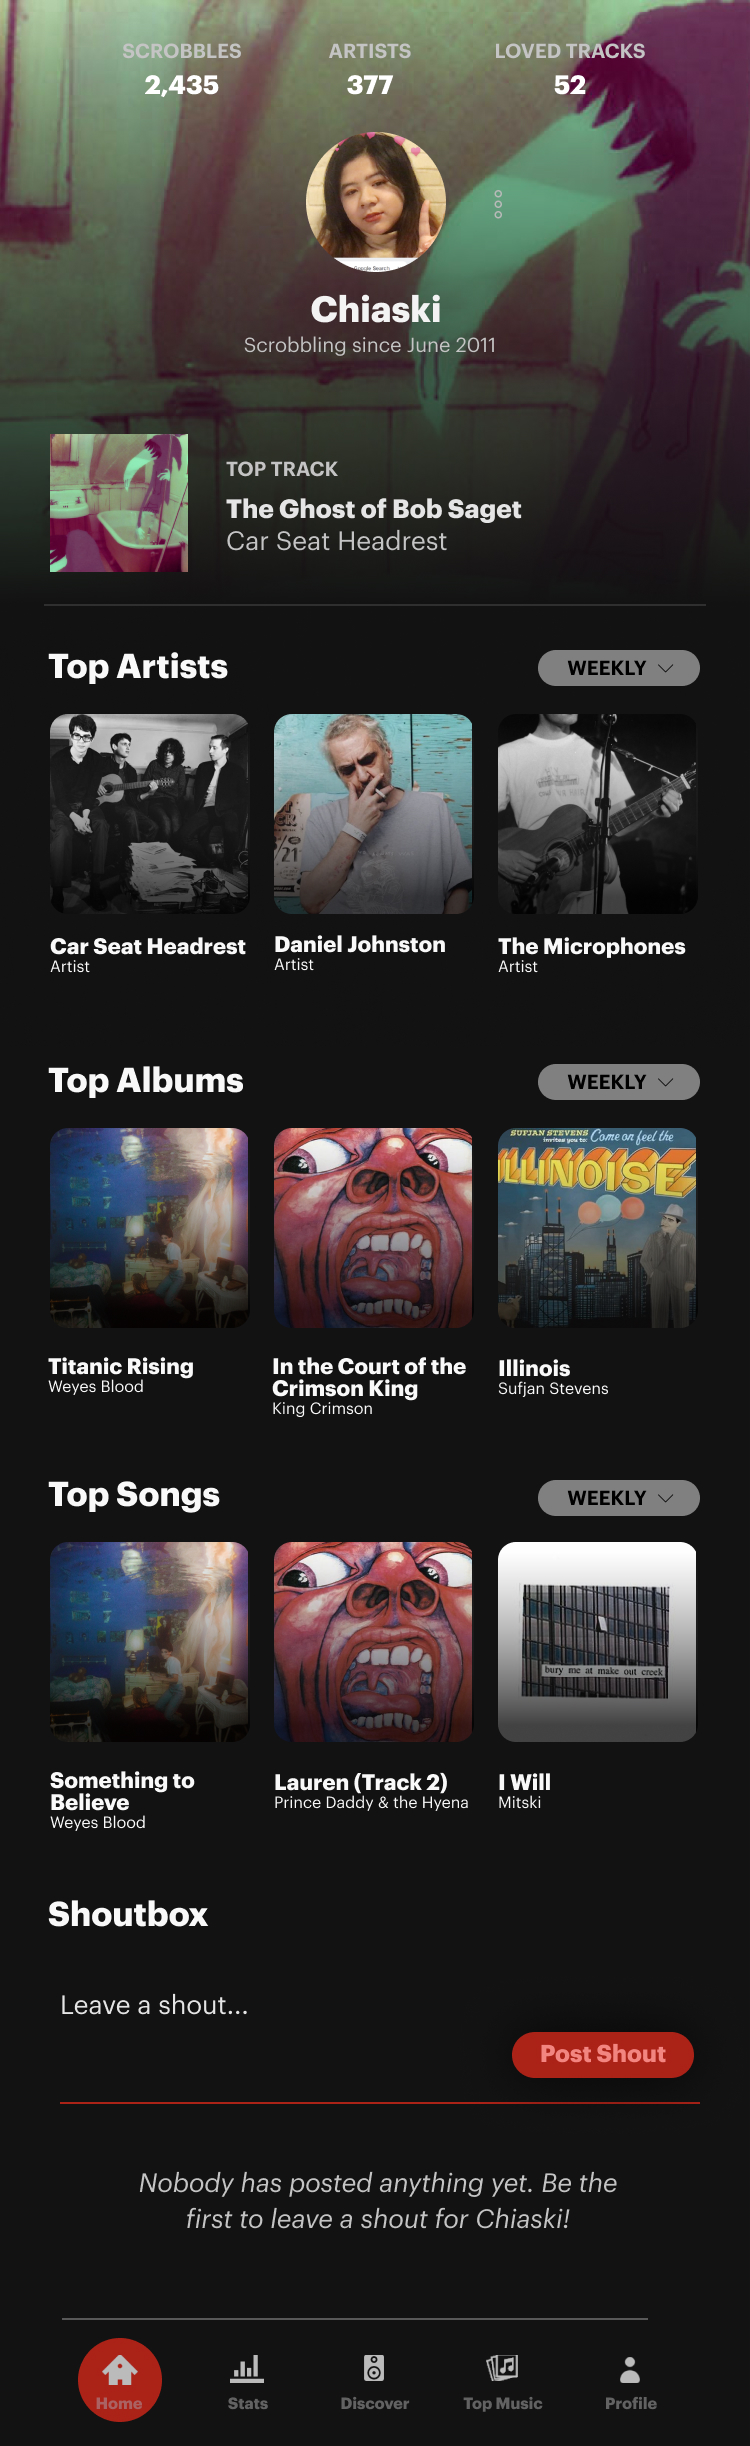 SCROBBLES ARTISTS LOVED TRACKS
2,435 377 52
Google Search
Chiaski
Scrobbling since June 2011
TOP TRACK
The Ghost of Bob Saget
Car Seat Headrest
Top Artists WEEKLY
/21
Car Seat Headrest Daniel Johnston The Microphones
Artist Artist Artist
Top Albums WEEKLY
SUFJAN STEVENS
invites you to: Come on feel the
ILLINOISE
Titanic Rising In the Court of the Illinois
Weyes Blood Crimson King Sufjan Stevens
King Crimson
Top Songs WEEKLY
bury me at make out creek
Something to Lauren (Track 2) I Will
Believe Prince Daddy & the Hyena Mitski
Weyes Blood
Shoutbox
Leave a shout...
Post Shout
Nobody has posted anything yet. Be the
first to leave a shout for Chiaski!
Home Stats Discover Top Music Profile